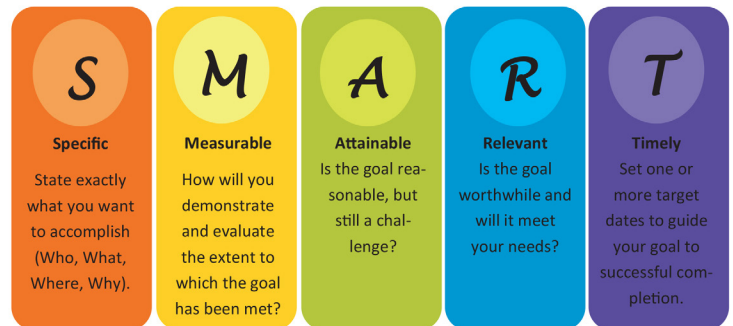 S
Specific
State exactly
what you want
to accomplish
(Who, What,
Where, Why).
M
Measurable
How will you
demonstrate
and evaluate
the extent to
which the goal
has been met?
A
Attainable
Is the goal rea-
sonable, but
still a chal-
lenge?
R
Relevant
Is the goal
worthwhile and
will it meet
your needs?
T
Timely
Set one or
more target
dates to guide
your goal to
successful com-
pletion.